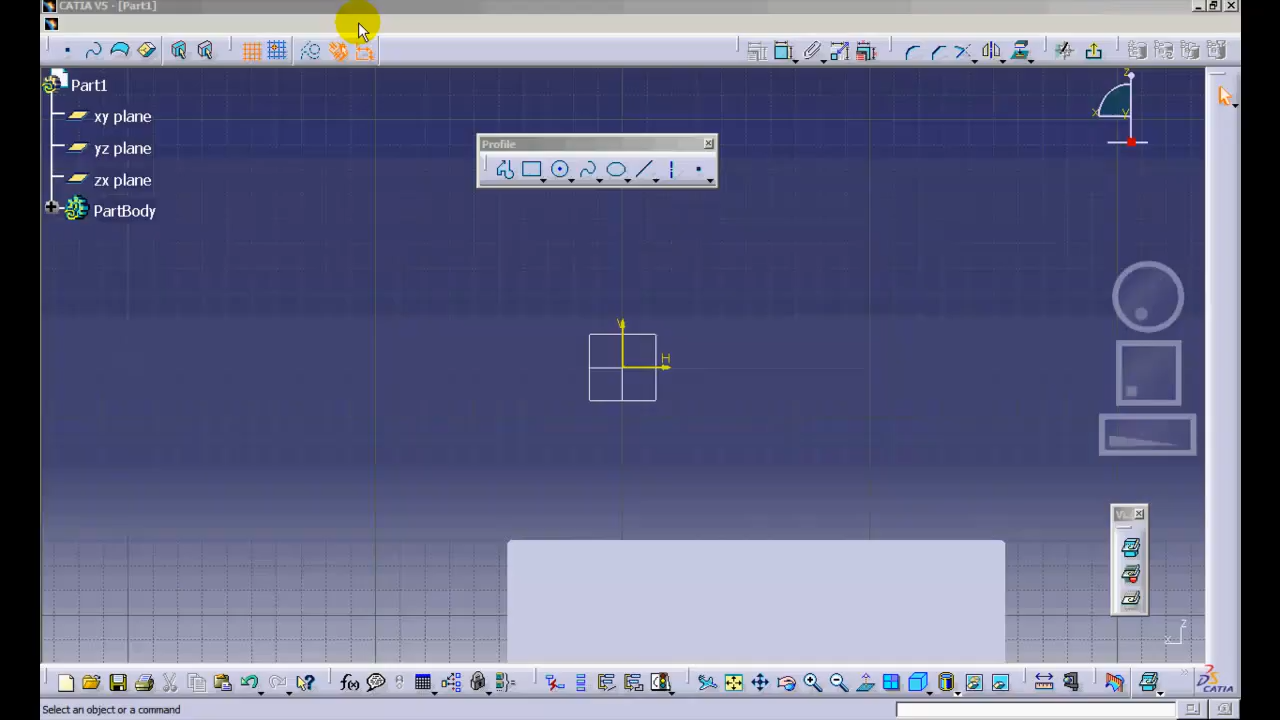 CATIA V5 - [Part1]
Part1
xy plane
yz plane
zx plane
PartBody
Profile
V
H
z
x
y
z
x
f(x)
CATIA
Select an object or a command